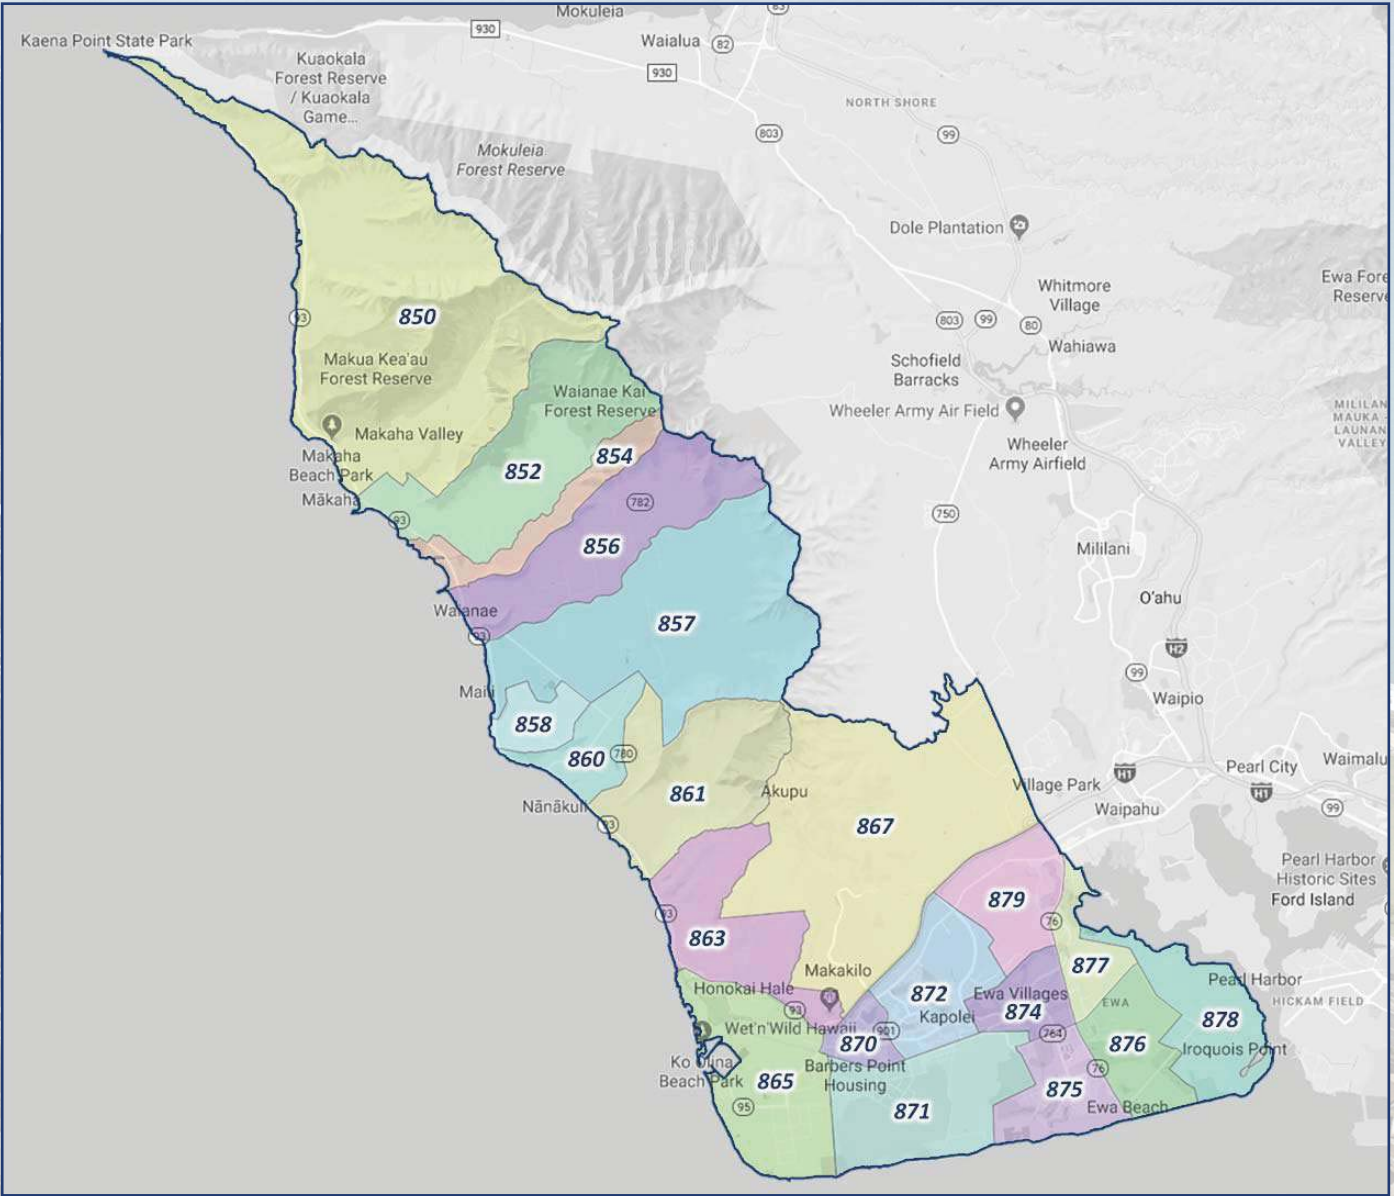 Mokuleia
83
Kaena Point State Park
930
Waialua
82
Kuaokala
Forest Reserve
/ Kuaokala
Game...
930
NORTH SHORE
803
99
Mokuleia
Forest Reserve
Dole Plantation
Ewa Fore
Reserve
Whitmore
Village
93
850
803
99
80
Wahiawa
Makua Kea'au
Forest Reserve
Schofield
Barracks
Waianae Kai
Forest Reserve
Wheeler Army Air Field
MILILAN
MAUKA -
LAUNAN
VALLEY
Makaha Valley
Makaha
Beach Park
Wheeler
Army Airfield
854
852
Mākaha
782
93
750
856
Mililani
O'ahu
Waianae
857
93
H2
99
Maili
Waipio
858
860
780
Waimalu
Pearl City
H1
Village Park
H1
861
Akupu
Nānākuli
Waipahu
99
93
867
Pearl Harbor
Historic Sites
Ford Island
879
93
76
863
877
Makakilo
Pearl Harbor
Honokai Hale
872
Ewa Villages
EWA
HICKAM FIELD
93
874
Kapolei
878
Wet'n'Wild Hawaii
901
764
870
876
Iroquois Point
Ko Olina
Beach Park
Barbers Point
Housing
76
865
875
95
871
Ewa Beach